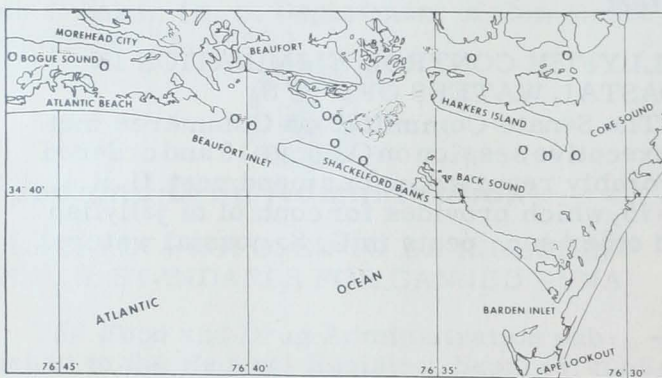 MOREHEAD CITY
BEAUFORT
BOGUE SOUND
ATLANTIC BEACH
HARKERS ISLAND
CORE SOUND
BEAUFORT INLET
SHACKELFORD BANKS
BACK SOUND
34° 40'
ATLANTIC
OCEAN
BARDEN INLET
CAPE LOOKOUT
76° 45'
76° 40'
76° 35'
76° 30'